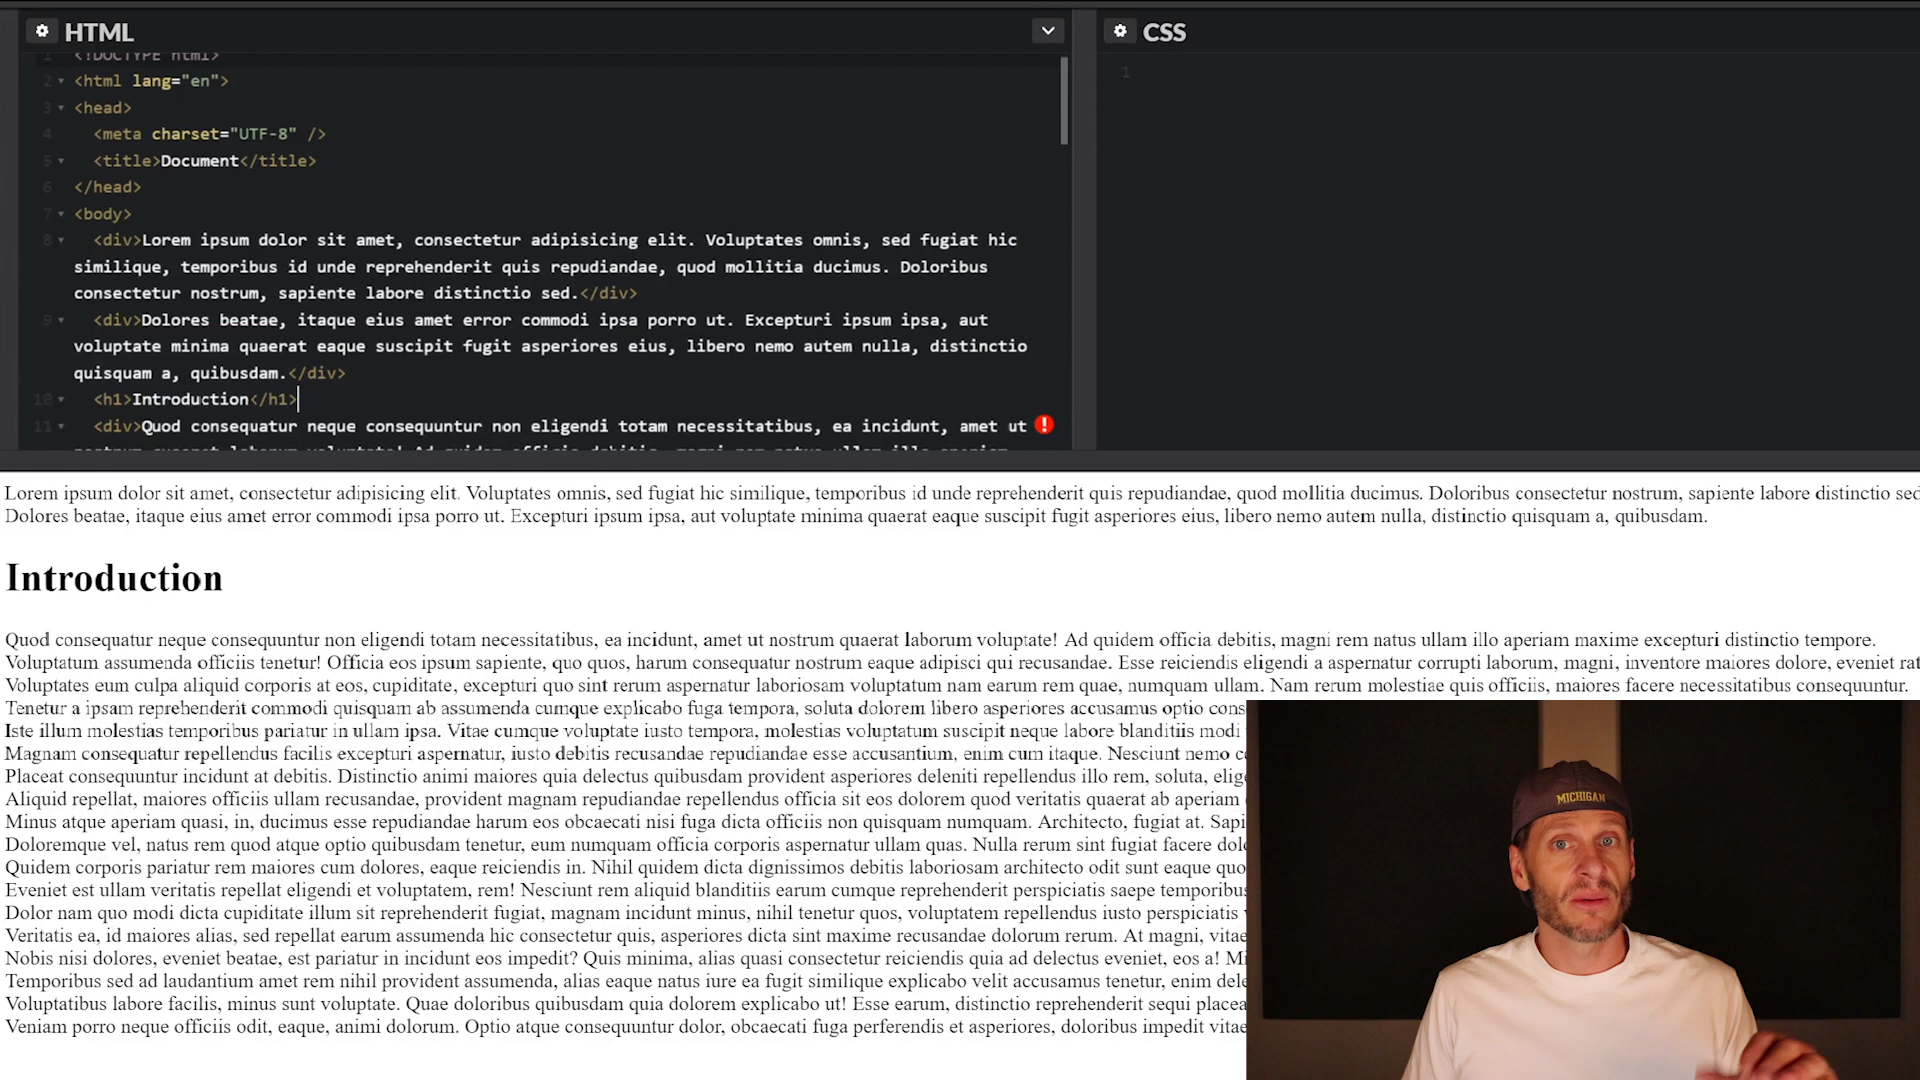 HTML
1 <!DOCTYPE html>
2 <html lang="en">
3 <head>
4 <meta charset="UTF-8" />
5 <title>Document</title>
6 </head>
7 <body>
8 <div>Lorem ipsum dolor sit amet, consectetur adipisicing elit. Voluptates omnis, sed fugiat hic
similique, temporibus id unde reprehenderit quis repudiandae, quod mollitia ducimus. Doloribus
consectetur nostrum, sapiente labore distinctio sed.</div>
9 <div>Dolores beatae, itaque eius amet error commodi ipsa porro ut. Excepturi ipsum ipsa, aut
voluptate minima quaerat eaque suscipit fugit asperiores eius, libero nemo autem nulla, distinctio
quisquam a, quibusdam.</div>
10 <h1>Introduction</h1>
11 <div>Quod consequatur neque consequuntur non eligendi totam necessitatibus, ea incidunt, amet ut
CSS
1
Lorem ipsum dolor sit amet, consectetur adipisicing elit. Voluptates omnis, sed fugiat hic similique, temporibus id unde reprehenderit quis repudiandae, quod mollitia ducimus. Doloribus consectetur nostrum, sapiente labore distinctio sed
Dolores beatae, itaque eius amet error commodi ipsa porro ut. Excepturi ipsum ipsa, aut voluptate minima quaerat eaque suscipit fugit asperiores eius, libero nemo autem nulla, distinctio quisquam a, quibusdam.
Introduction
Quod consequatur neque consequuntur non eligendi totam necessitatibus, ea incidunt, amet ut nostrum quaerat laborum voluptate! Ad quidem officia debitis, magni rem natus ullam illo aperiam maxime excepturi distinctio tempore.
Voluptatum assumenda officiis tenetur! Officia eos ipsum sapiente, quo quos, harum consequatur nostrum eaque adipisci qui recusandae. Esse reiciendis eligendi a aspernatur corrupti laborum, magni, inventore maiores dolore, eveniet rat
Voluptates eum culpa aliquid corporis at eos, cupiditate, excepturi quo sint rerum aspernatur laboriosam voluptatum nam earum rem quae, numquam ullam. Nam rerum molestiae quis officiis, maiores facere necessitatibus consequuntur.
Tenetur a ipsam reprehenderit commodi quisquam ab assumenda cumque explicabo fuga tempora, soluta dolorem libero asperiores accusamus optio cons
Iste illum molestias temporibus pariatur in ullam ipsa. Vitae cumque voluptate iusto tempora, molestias voluptatum suscipit neque labore blanditiis modi
Magnam consequatur repellendus facilis excepturi aspernatur, iusto debitis recusandae repudiandae esse accusantium, enim cum itaque. Nesciunt nemo co
Placeat consequuntur incidunt at debitis. Distinctio animi maiores quia delectus quibusdam provident asperiores deleniti repellendus illo rem, soluta, elige
Aliquid repellat, maiores officiis ullam recusandae, provident magnam repudiandae repellendus officia sit eos dolorem quod veritatis quaerat ab aperiam
Minus atque aperiam quasi, in, ducimus esse repudiandae harum eos obcaecati nisi fuga dicta officiis non quisquam numquam. Architecto, fugiat at. Sapi
Doloremque vel, natus rem quod atque optio quibusdam tenetur, eum numquam officia corporis aspernatur ullam quas. Nulla rerum sint fugiat facere dolo
Quidem corporis pariatur rem maiores cum dolores, eaque reiciendis in. Nihil quidem dicta dignissimos debitis laboriosam architecto odit sunt eaque quo
Eveniet est ullam veritatis repellat eligendi et voluptatem, rem! Nesciunt rem aliquid blanditiis earum cumque reprehenderit perspiciatis saepe temporibus
Dolor nam quo modi dicta cupiditate illum sit reprehenderit fugiat, magnam incidunt minus, nihil tenetur quos, voluptatem repellendus iusto perspiciatis
Veritatis ea, id maiores alias, sed repellat earum assumenda hic consectetur quis, asperiores dicta sint maxime recusandae dolorum rerum. At magni, vitae
Nobis nisi dolores, eveniet beatae, est pariatur in incidunt eos impedit? Quis minima, alias quasi consectetur reiciendis quia ad delectus eveniet, eos a! Mi
Temporibus sed ad laudantium amet rem nihil provident assumenda, alias eaque natus iure ea fugit similique explicabo velit accusamus tenetur, enim dele
Voluptatibus labore facilis, minus sunt voluptate. Quae doloribus quibusdam quia dolorem explicabo ut! Esse earum, distinctio reprehenderit sequi placea
Veniam porro neque officiis odit, eaque, animi dolorum. Optio atque consequuntur dolor, obcaecati fuga perferendis et asperiores, doloribus impedit vitae
MICHIGAN